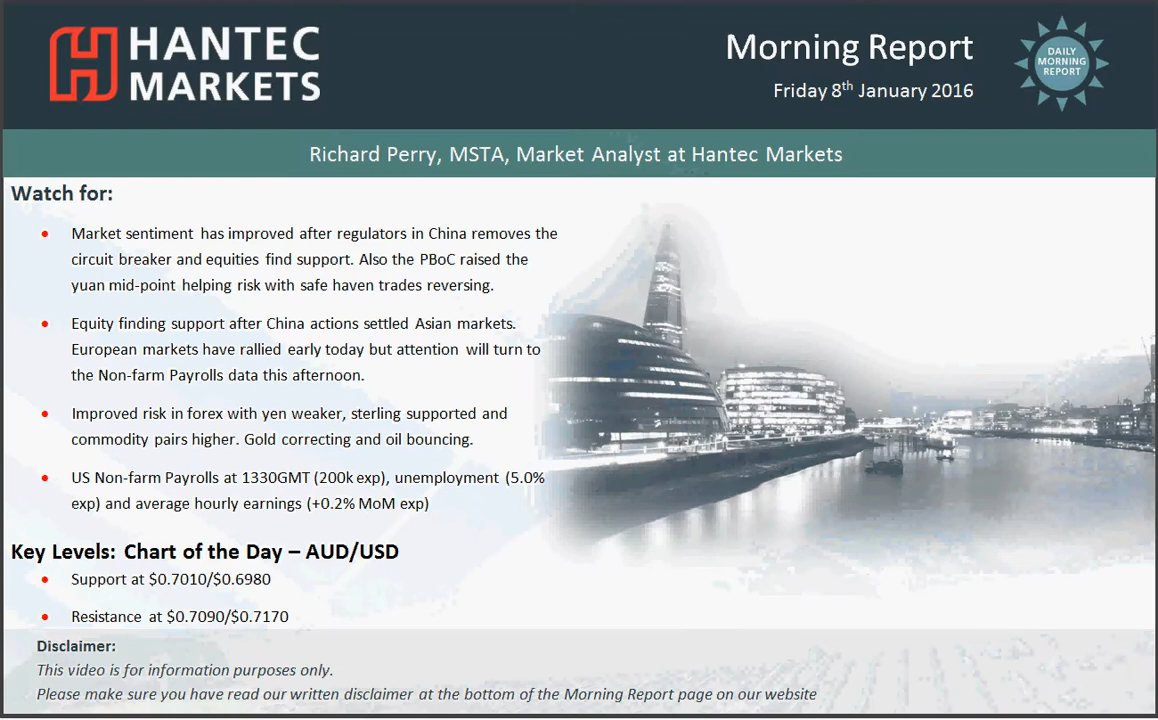 HANTEC
MARKETS
Morning Report
Friday 8th January 2016
DAILY
MORNING
REPORT
Richard Perry, MSTA, Market Analyst at Hantec Markets
Watch for:
• Market sentiment has improved after regulators in China removes the
circuit breaker and equities find support. Also the PBoC raised the
yuan mid-point helping risk with safe haven trades reversing.
• Equity finding support after China actions settled Asian markets.
European markets have rallied early today but attention will turn to
the Non-farm Payrolls data this afternoon.
• Improved risk in forex with yen weaker, sterling supported and
commodity pairs higher. Gold correcting and oil bouncing.
• US Non-farm Payrolls at 1330GMT (200k exp), unemployment (5.0%
exp) and average hourly earnings (+0.2% MoM exp)
Key Levels: Chart of the Day – AUD/USD
• Support at $0.7010/$0.6980
• Resistance at $0.7090/$0.7170
Disclaimer:
This video is for information purposes only.
Please make sure you have read our written disclaimer at the bottom of the Morning Report page on our website